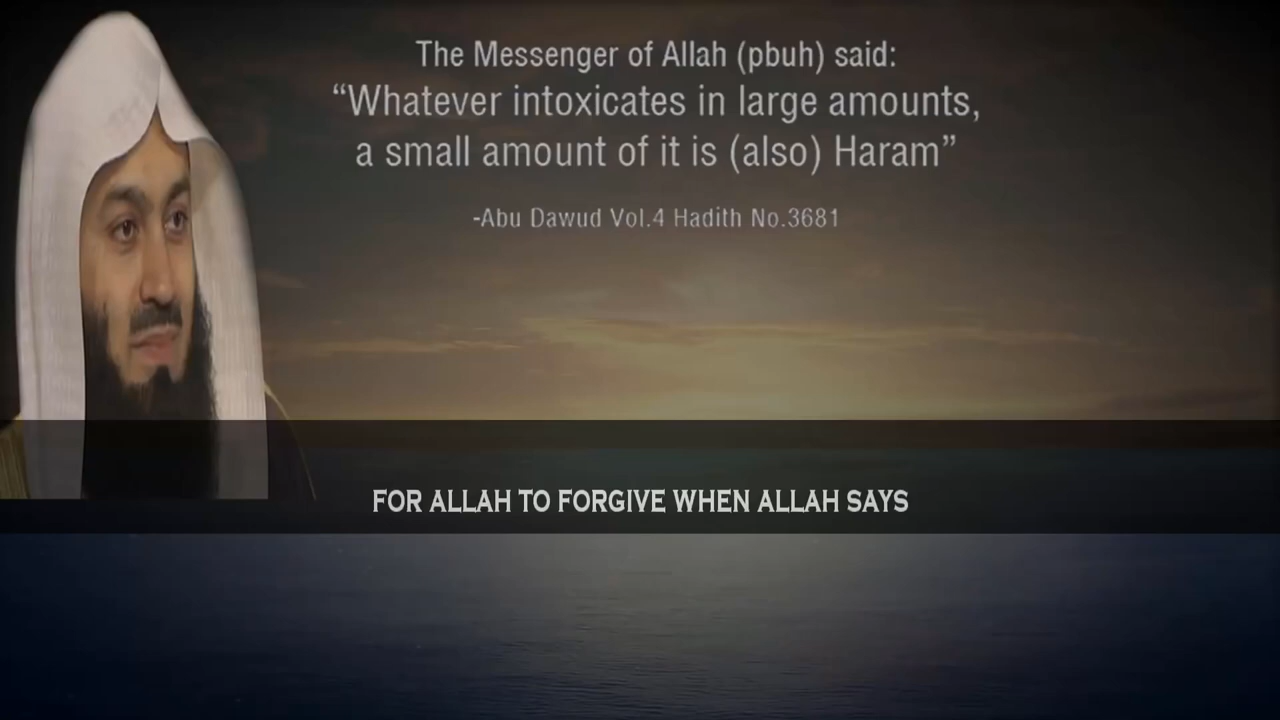 The Messenger of Allah (pbuh) said:
“Whatever intoxicates in large amounts,
a small amount of it is (also) Haram”
-Abu Dawud Vol.4 Hadith No.3681
FOR ALLAH TO FORGIVE WHEN ALLAH SAYS